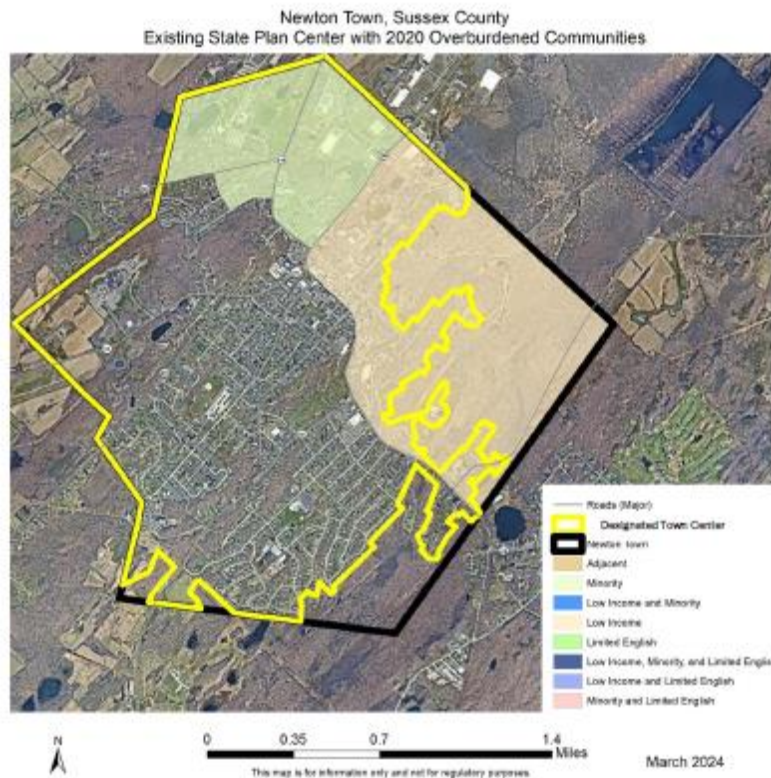 Newton Town, Sussex County
Existing State Plan Center with 2020 Overburdened Communities
Roads (Major)
Designated Town Center
Newton town
Adjacent
Minority
Low Income and Minority
Low Income
Limited English
Low Income, Minority, and Limited Englis
Low Income and Limited English
Minority and Limited English
N
0 0.35 0.7 1.4
Miles
This map is for information only and not for regulatory purposes.
March 2024